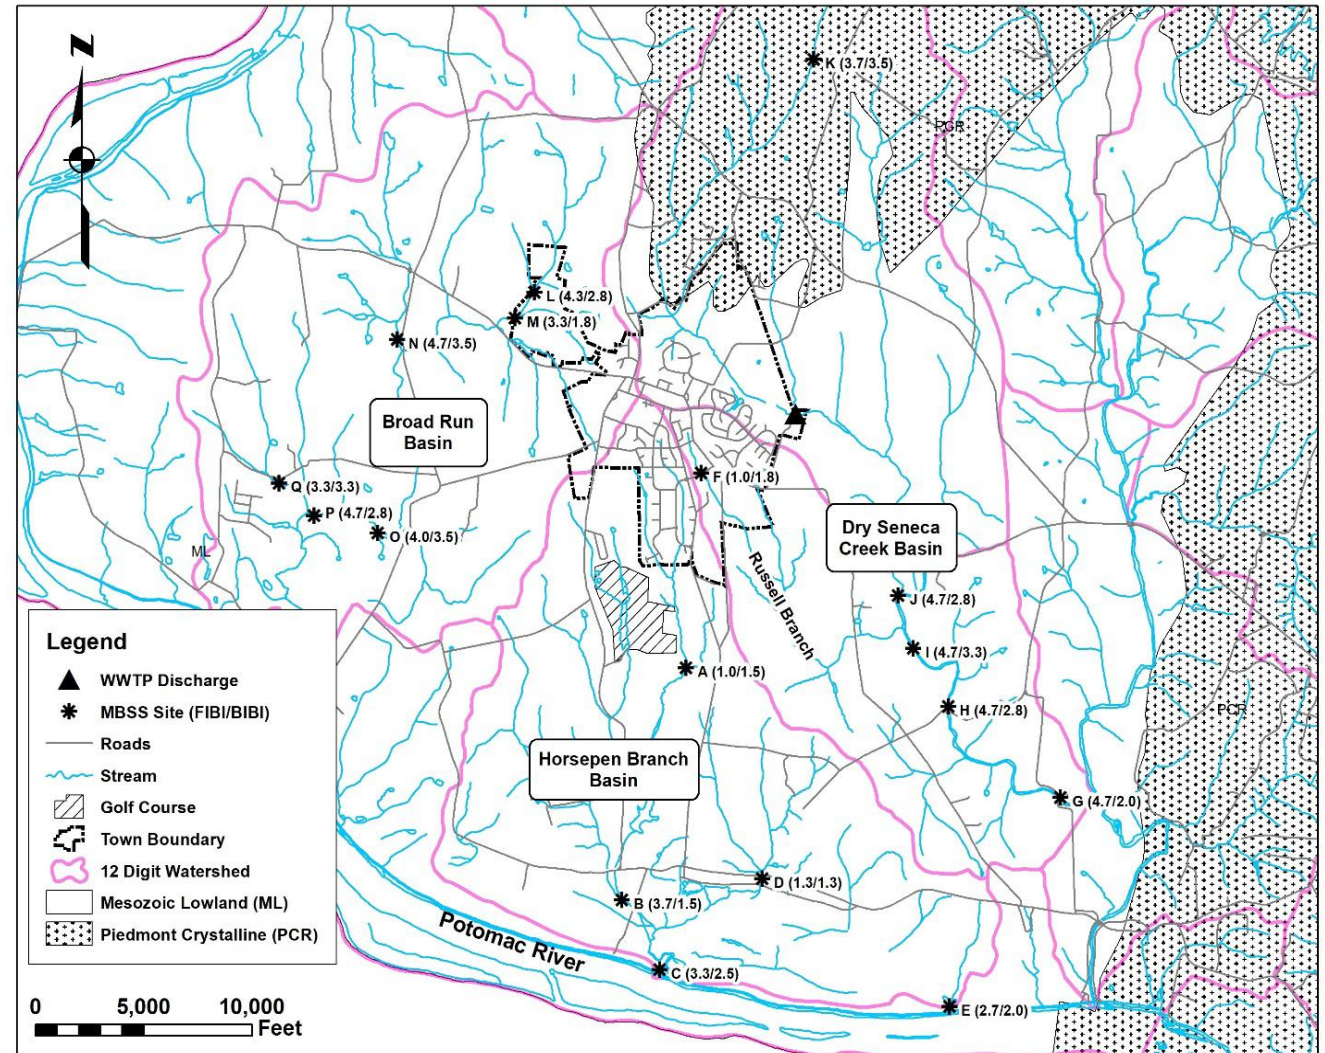 N
K (3.7/3.5)
PCR
L (4.3/2.8)
M (3.3/1.8)
N (4.7/3.5)
Broad Run
Basin
F (1.0/1.8)
Q (3.3/3.3)
P (4.7/2.8)
O (4.0/3.5)
ML
Dry Seneca
Creek Basin
Russell Branch
J (4.7/2.8)
I (4.7/3.3)
A (1.0/1.5)
H (4.7/2.8)
PCR
Horsepen Branch
Basin
G (4.7/2.0)
D (1.3/1.3)
B (3.7/1.5)
Potomac River
C (3.3/2.5)
E (2.7/2.0)
Legend
WWTP Discharge
MBSS Site (FIBI/BIBI)
Roads
Stream
Golf Course
Town Boundary
12 Digit Watershed
Mesozoic Lowland (ML)
Piedmont Crystalline (PCR)
0 5,000 10,000
Feet